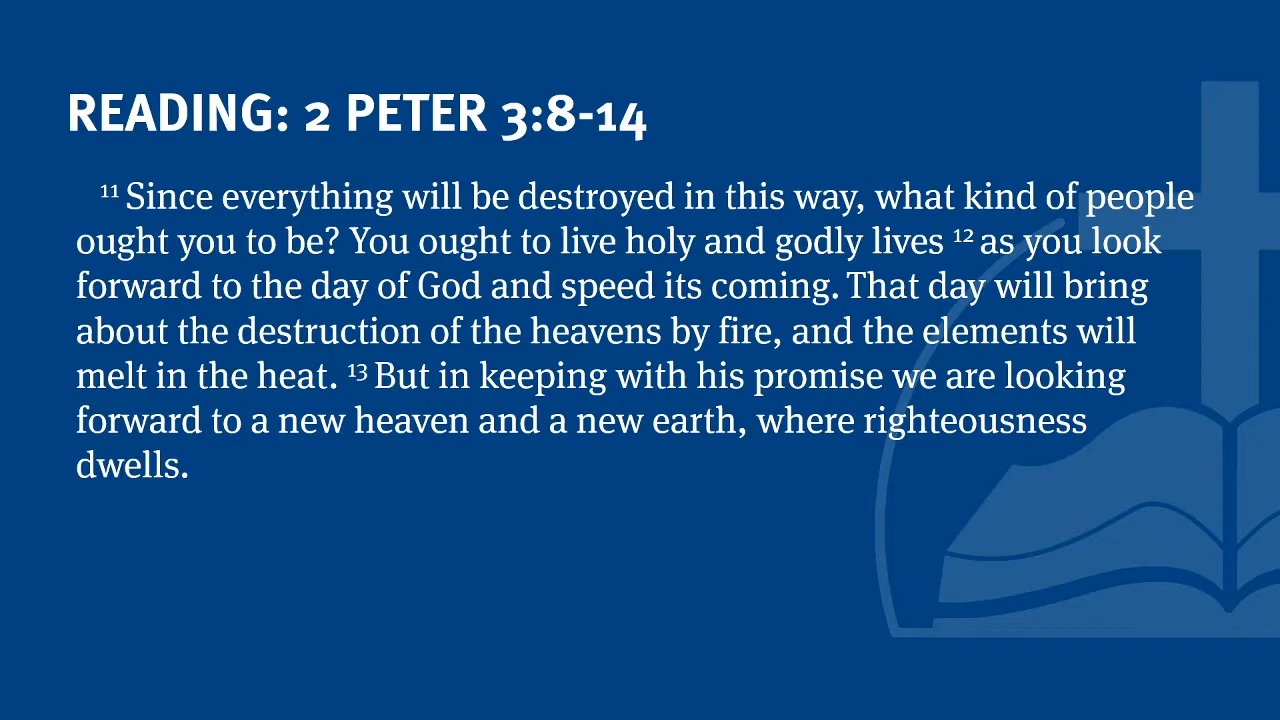 READING: 2 PETER 3:8-14
¹¹ Since everything will be destroyed in this way, what kind of people
ought you to be? You ought to live holy and godly lives ¹² as you look
forward to the day of God and speed its coming. That day will bring
about the destruction of the heavens by fire, and the elements will
melt in the heat. ¹³ But in keeping with his promise we are looking
forward to a new heaven and a new earth, where righteousness
dwells.